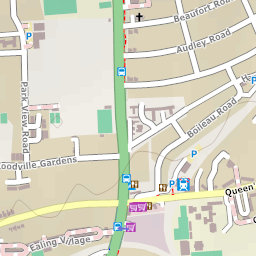 Beaufort Road
Audley Road
P
Park View Road
Boileau Road
P
Woodville Gardens
P
Queen
P
Ealing Village